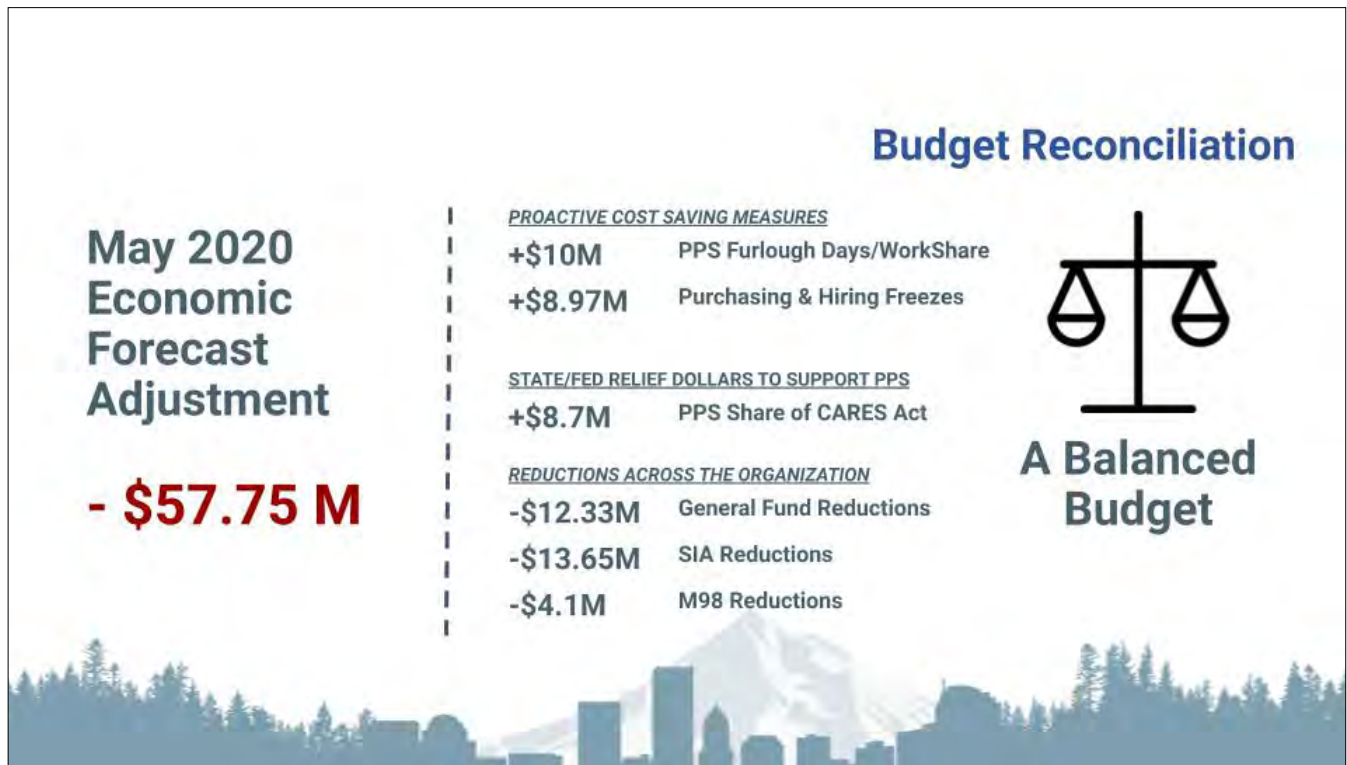 Budget Reconciliation
May 2020
Economic
Forecast
Adjustment
- $57.75 M
PROACTIVE COST SAVING MEASURES
+$10M PPS Furlough Days/WorkShare
+$8.97M Purchasing & Hiring Freezes
STATE/FED RELIEF DOLLARS TO SUPPORT PPS
+$8.7M PPS Share of CARES Act
REDUCTIONS ACROSS THE ORGANIZATION
-$12.33M General Fund Reductions
-$13.65M SIA Reductions
-$4.1M M98 Reductions
A Balanced
Budget